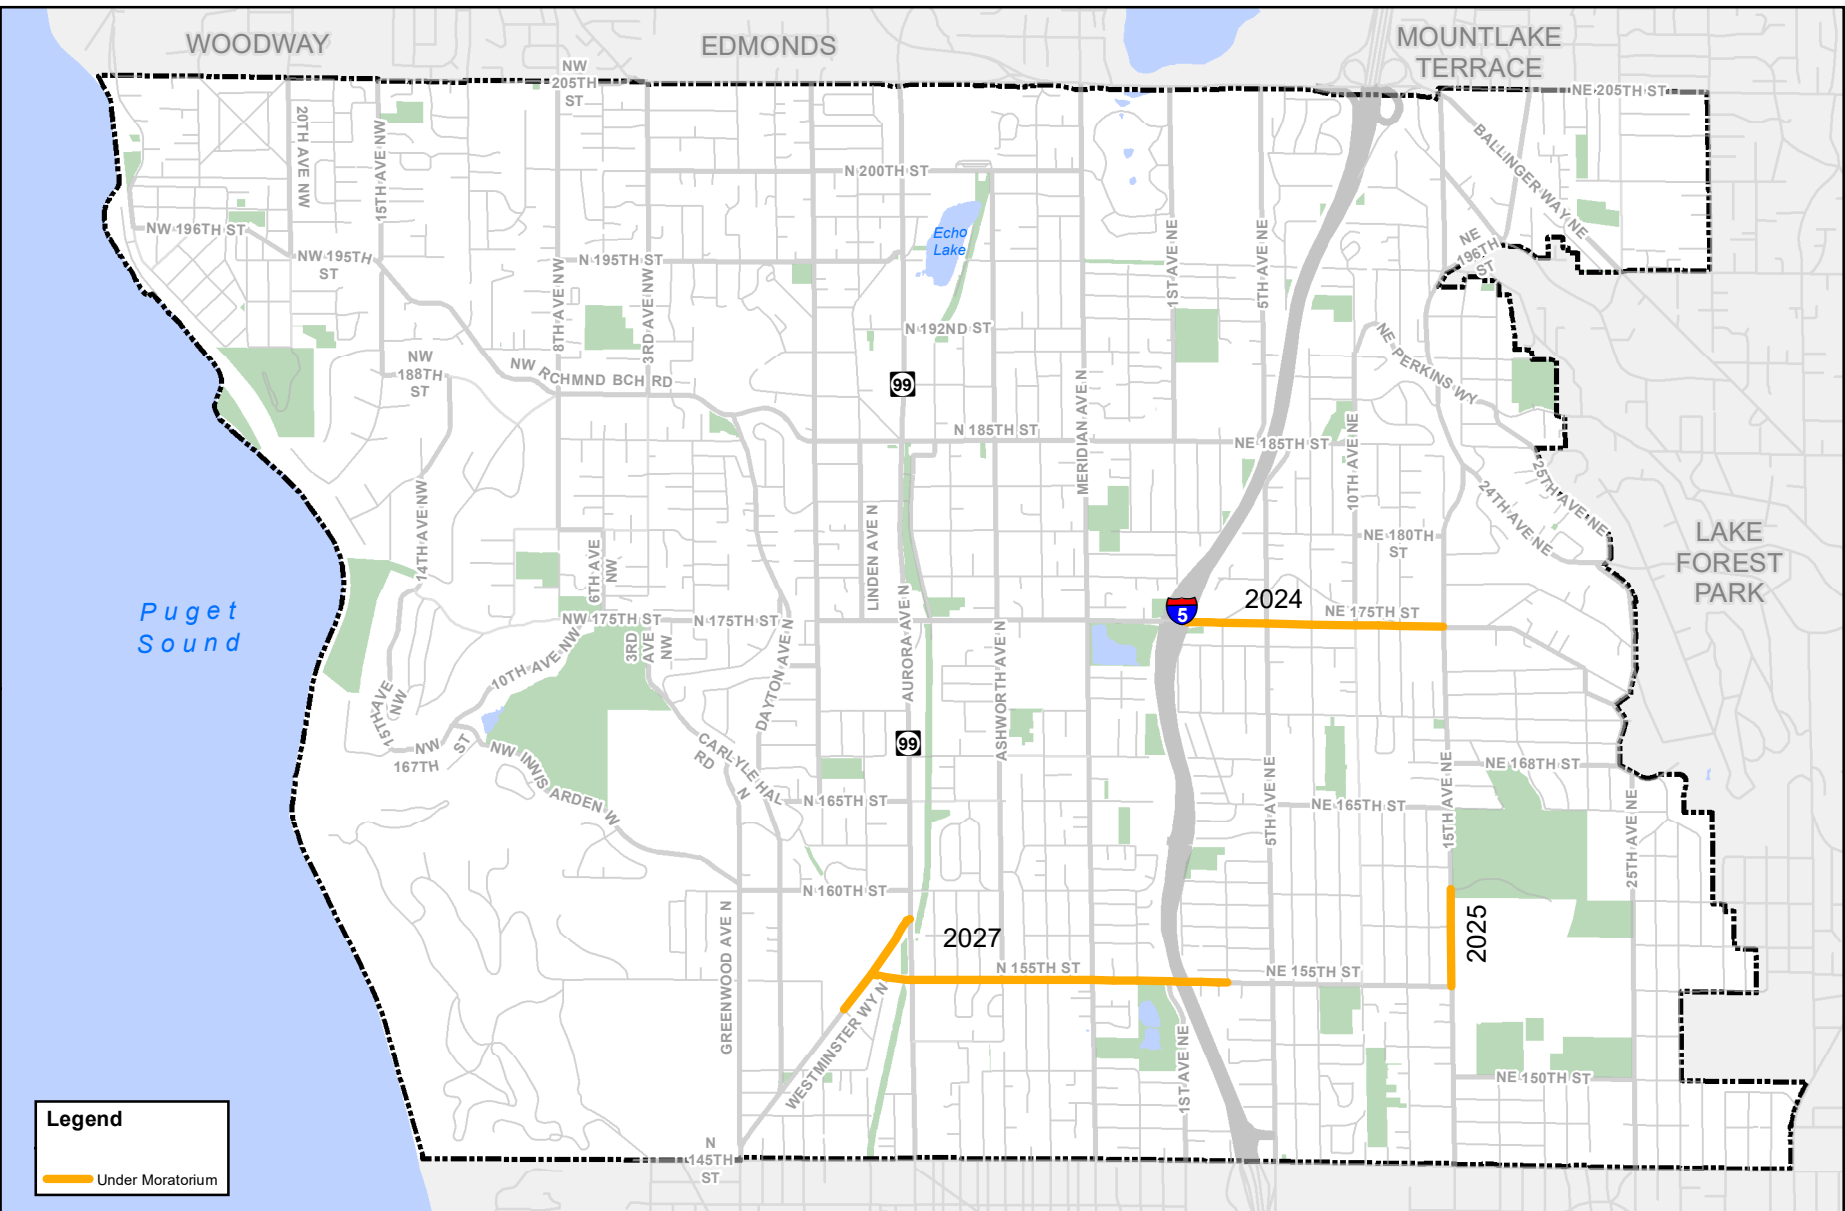 WOODWAY
EDMONDS
MOUNTLAKE
TERRACE
NW
205TH
ST
NE 205TH ST
20TH AVE NW
15TH AVE NW
BALLINGER WAY NE
N 200TH ST
NW 196TH ST
NW 195TH
ST
N 195TH ST
Echo
Lake
1ST AVE NE
5TH AVE NE
NE
196TH
ST
8TH AVE NW
3RD AVE NW
N 192ND ST
NW
188TH
ST
NW RCHMND BCH RD
99
NE PERKINS WY
MERIDIAN AVE N
N 185TH ST
NE 185TH ST
10TH AVE NE
25TH AVE NE
24TH AVE NE
14TH AVE NW
LINDEN AVE N
NE 180TH
ST
LAKE
FOREST
PARK
6TH AVE
NW
Puget
Sound
5
2024
NE 175TH ST
NW 175TH ST
N 175TH ST
3RD
AVE
NW
10TH AVE NW
DAYTON AVE N
AURORA AVE N
ASHWORTH AVE N
15TH AVE
NW
NW
167TH
ST
NW INNIS ARDEN W
CARLYLE HAL
RD
N
99
N 165TH ST
5TH AVE NE
NE 165TH ST
15TH AVE NE
NE 168TH ST
25TH AVE NE
N 160TH ST
GREENWOOD AVE N
2027
2025
N 155TH ST
NE 155TH ST
WESTMINSTER WY N
1ST AVE NE
NE 150TH ST
N
145TH
ST
Legend
Under Moratorium